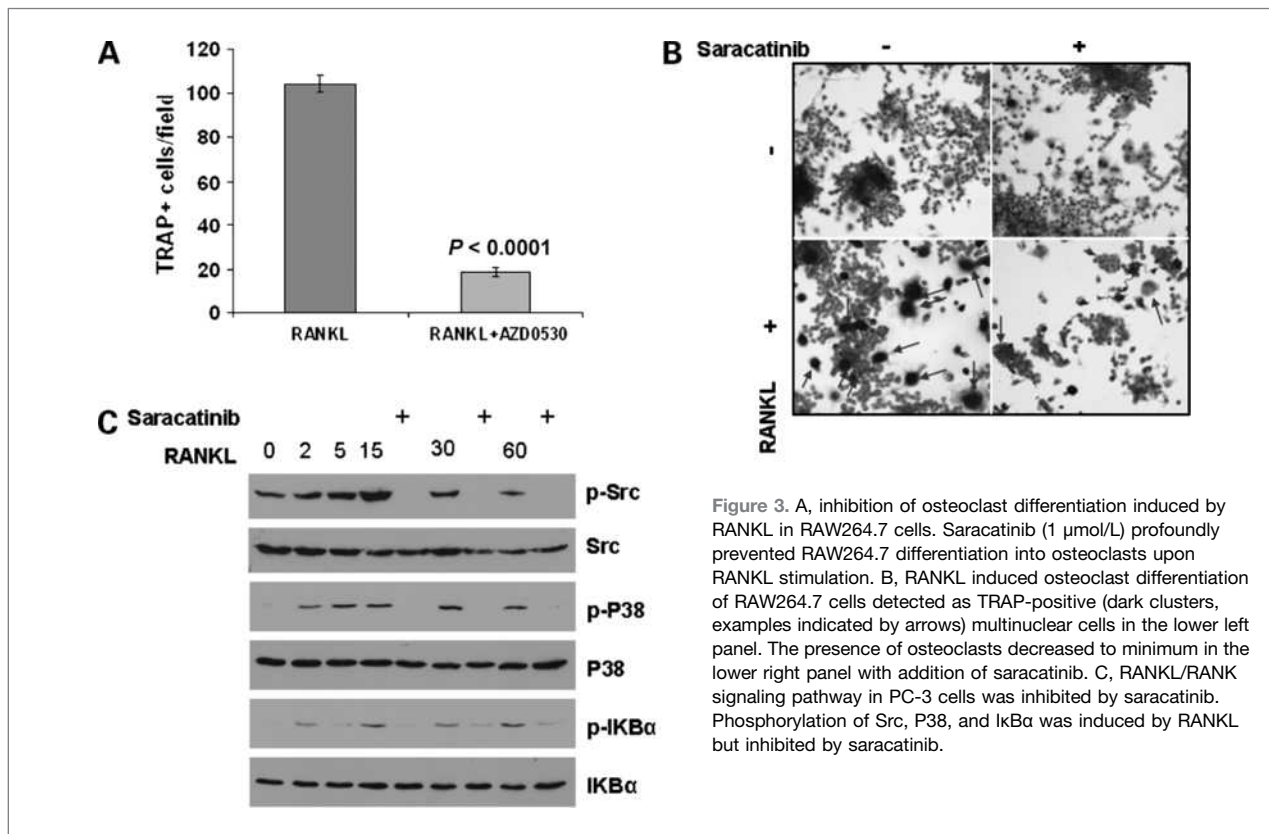 A
120
100
80
60
40
20
0
TRAP+ cells/field
P < 0.0001
RANKL
RANKL+AZD0530
B
Saracatinib - +
-
+
RANKL
C
Saracatinib + + +
RANKL 0 2 5 15 30 60
p-Src
Src
p-P38
P38
p-IKBα
IKBα
Figure 3. A, inhibition of osteoclast differentiation induced by
RANKL in RAW264.7 cells. Saracatinib (1 μmol/L) profoundly
prevented RAW264.7 differentiation into osteoclasts upon
RANKL stimulation. B, RANKL induced osteoclast differentiation
of RAW264.7 cells detected as TRAP-positive (dark clusters,
examples indicated by arrows) multinuclear cells in the lower left
panel. The presence of osteoclasts decreased to minimum in the
lower right panel with addition of saracatinib. C, RANKL/RANK
signaling pathway in PC-3 cells was inhibited by saracatinib.
Phosphorylation of Src, P38, and IκBα was induced by RANKL
but inhibited by saracatinib.